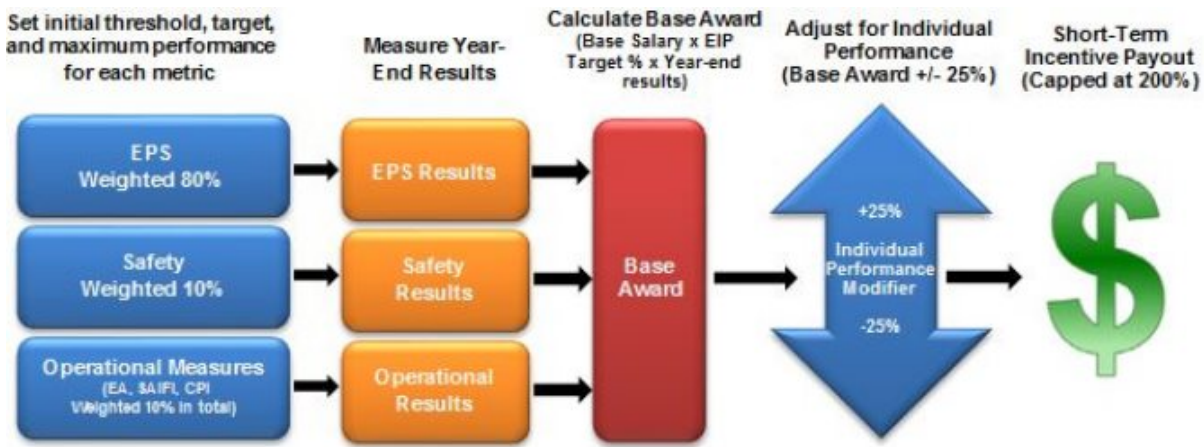 Set initial threshold, target,
and maximum performance
for each metric
Measure Year-
End Results
Calculate Base Award
(Base Salary x EIP
Target % x Year-end
results)
Adjust for Individual
Performance
(Base Award +/- 25%)
Short-Term
Incentive Payout
(Capped at 200%)
EPS
Weighted 80%
EPS Results
Safety
Weighted 10%
Safety
Results
Operational Measures
(EA, SAIFI, CPI
Weighted 10% in total)
Operational
Results
Base
Award
+25%
Individual
Performance
Modifier
-25%
$